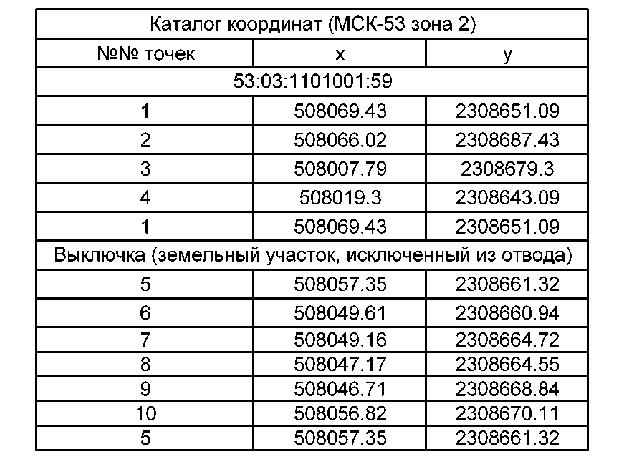 Каталог координат (МСК-53 зона 2)
№№ точек x y
53:03:1101001:59
1 508069.43 2308651.09
2 508066.02 2308687.43
3 508007.79 2308679.3
4 508019.3 2308643.09
1 508069.43 2308651.09
Выключка (земельный участок, исключенный из отвода)
5 508057.35 2308661.32
6 508049.61 2308660.94
7 508049.16 2308664.72
8 508047.17 2308664.55
9 508046.71 2308668.84
10 508056.82 2308670.11
5 508057.35 2308661.32